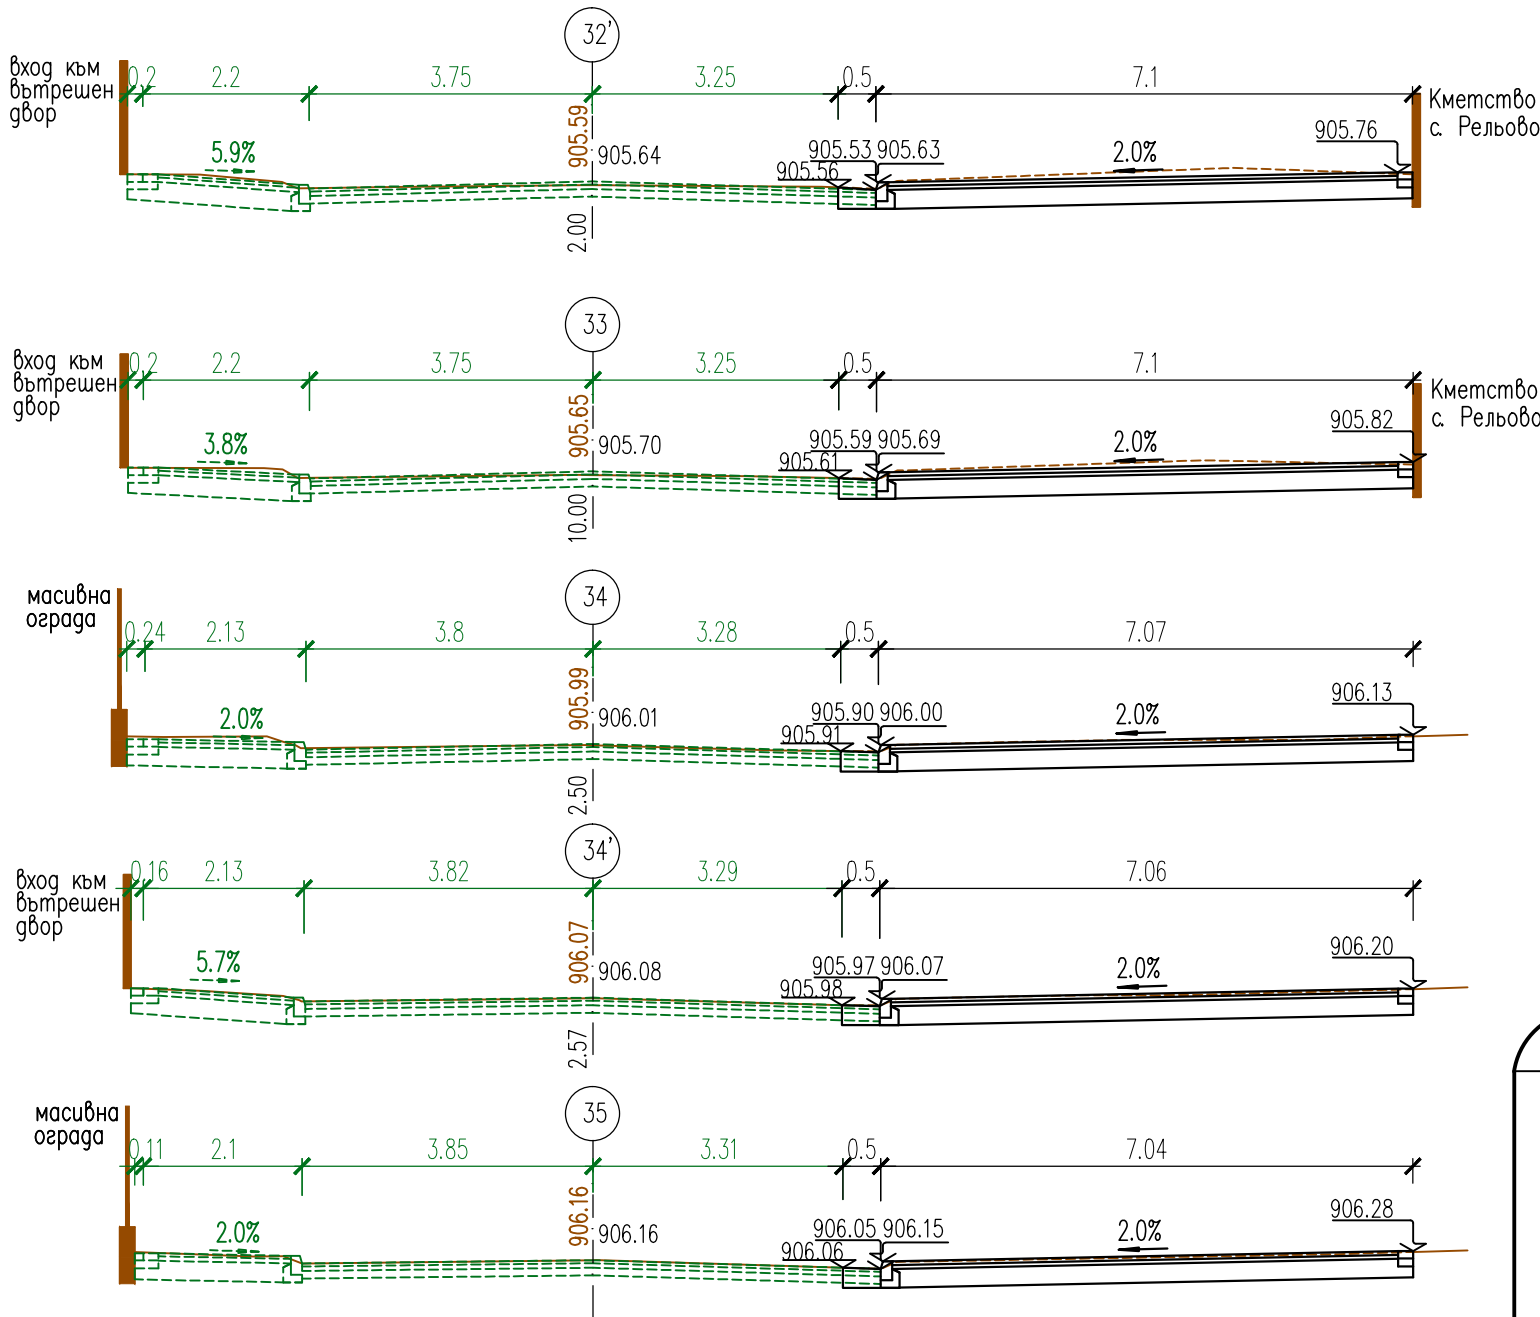 32'
вход към
вътрешен
двор
0.2 2.2 3.75 3.25 0.5 7.1
Кметство
с. Рельово
5.9%
905.59
905.64
905.53 905.63
905.56
2.0%
905.76
2.00
33
вход към
вътрешен
двор
0.2 2.2 3.75 3.25 0.5 7.1
Кметство
с. Рельово
3.8%
905.65
905.70
905.59 905.69
905.61
2.0%
905.82
10.00
34
масивна
ограда
0.24 2.13 3.8 3.28 0.5 7.07
2.0%
905.99
906.01
905.90 906.00
905.91
2.0%
906.13
2.50
34'
вход към
вътрешен
двор
0.16 2.13 3.82 3.29 0.5 7.06
5.7%
906.07
906.08
905.97 906.07
905.98
2.0%
906.20
2.57
35
масивна
ограда
0.11 2.1 3.85 3.31 0.5 7.04
2.0%
906.16
906.16
906.05 906.15
906.06
2.0%
906.28